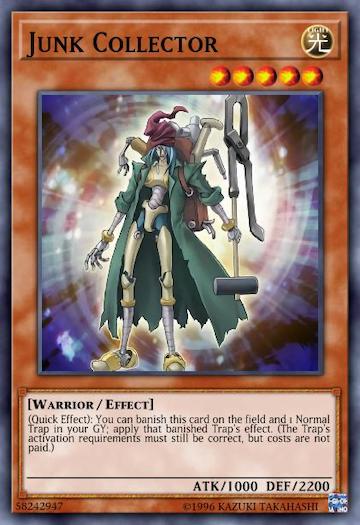 Junk Collector
LIGHT
光
[Warrior / Effect]
(Quick Effect): You can banish this card on the field and 1 Normal
Trap in your GY; apply that banished Trap's effect. (The Trap's
activation requirements must still be correct, but costs are not
paid.)
ATK/1000 DEF/2200
58242947
©1996 KAZUKI TAKAHASHI